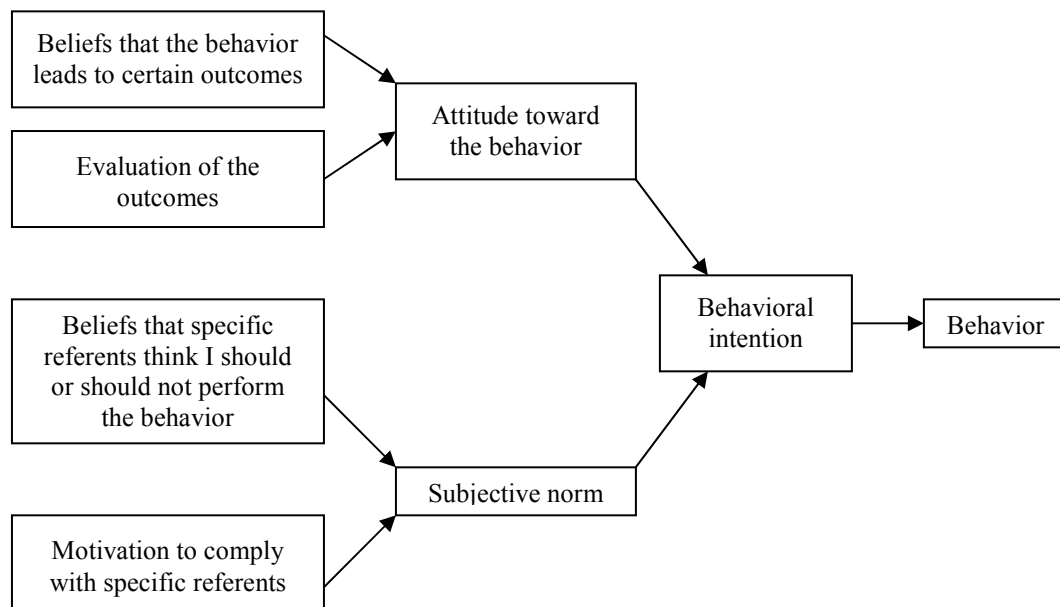 Beliefs that the behavior
leads to certain outcomes
Evaluation of the
outcomes
Attitude toward
the behavior
Beliefs that specific
referents think I should
or should not perform
the behavior
Motivation to comply
with specific referents
Subjective norm
Behavioral
intention
Behavior